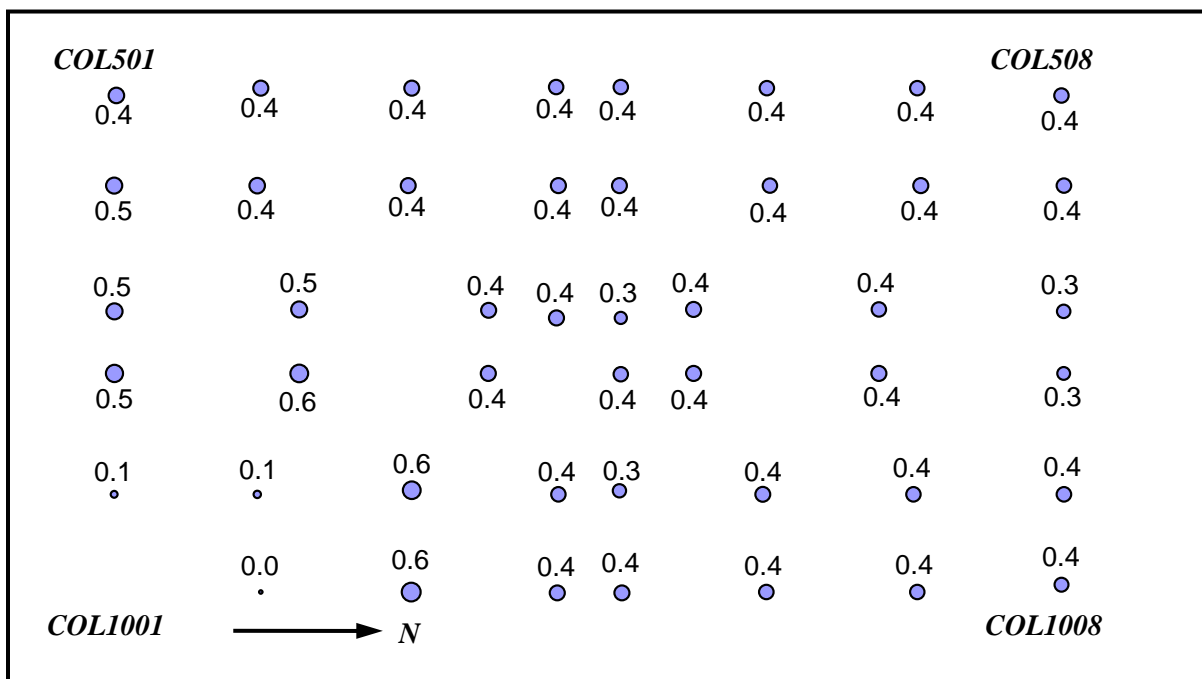 COL501 COL508
0.4 0.4 0.4 0.4 0.4 0.4 0.4 0.4
0.5 0.4 0.4 0.4 0.4 0.4 0.4 0.4
0.5 0.5 0.4 0.4 0.3 0.4 0.4 0.3
0.5 0.6 0.4 0.4 0.4 0.4 0.3
0.1 0.1 0.6 0.4 0.3 0.4 0.4 0.4
0.0 0.6 0.4 0.4 0.4 0.4 0.4
COL1001 N COL1008